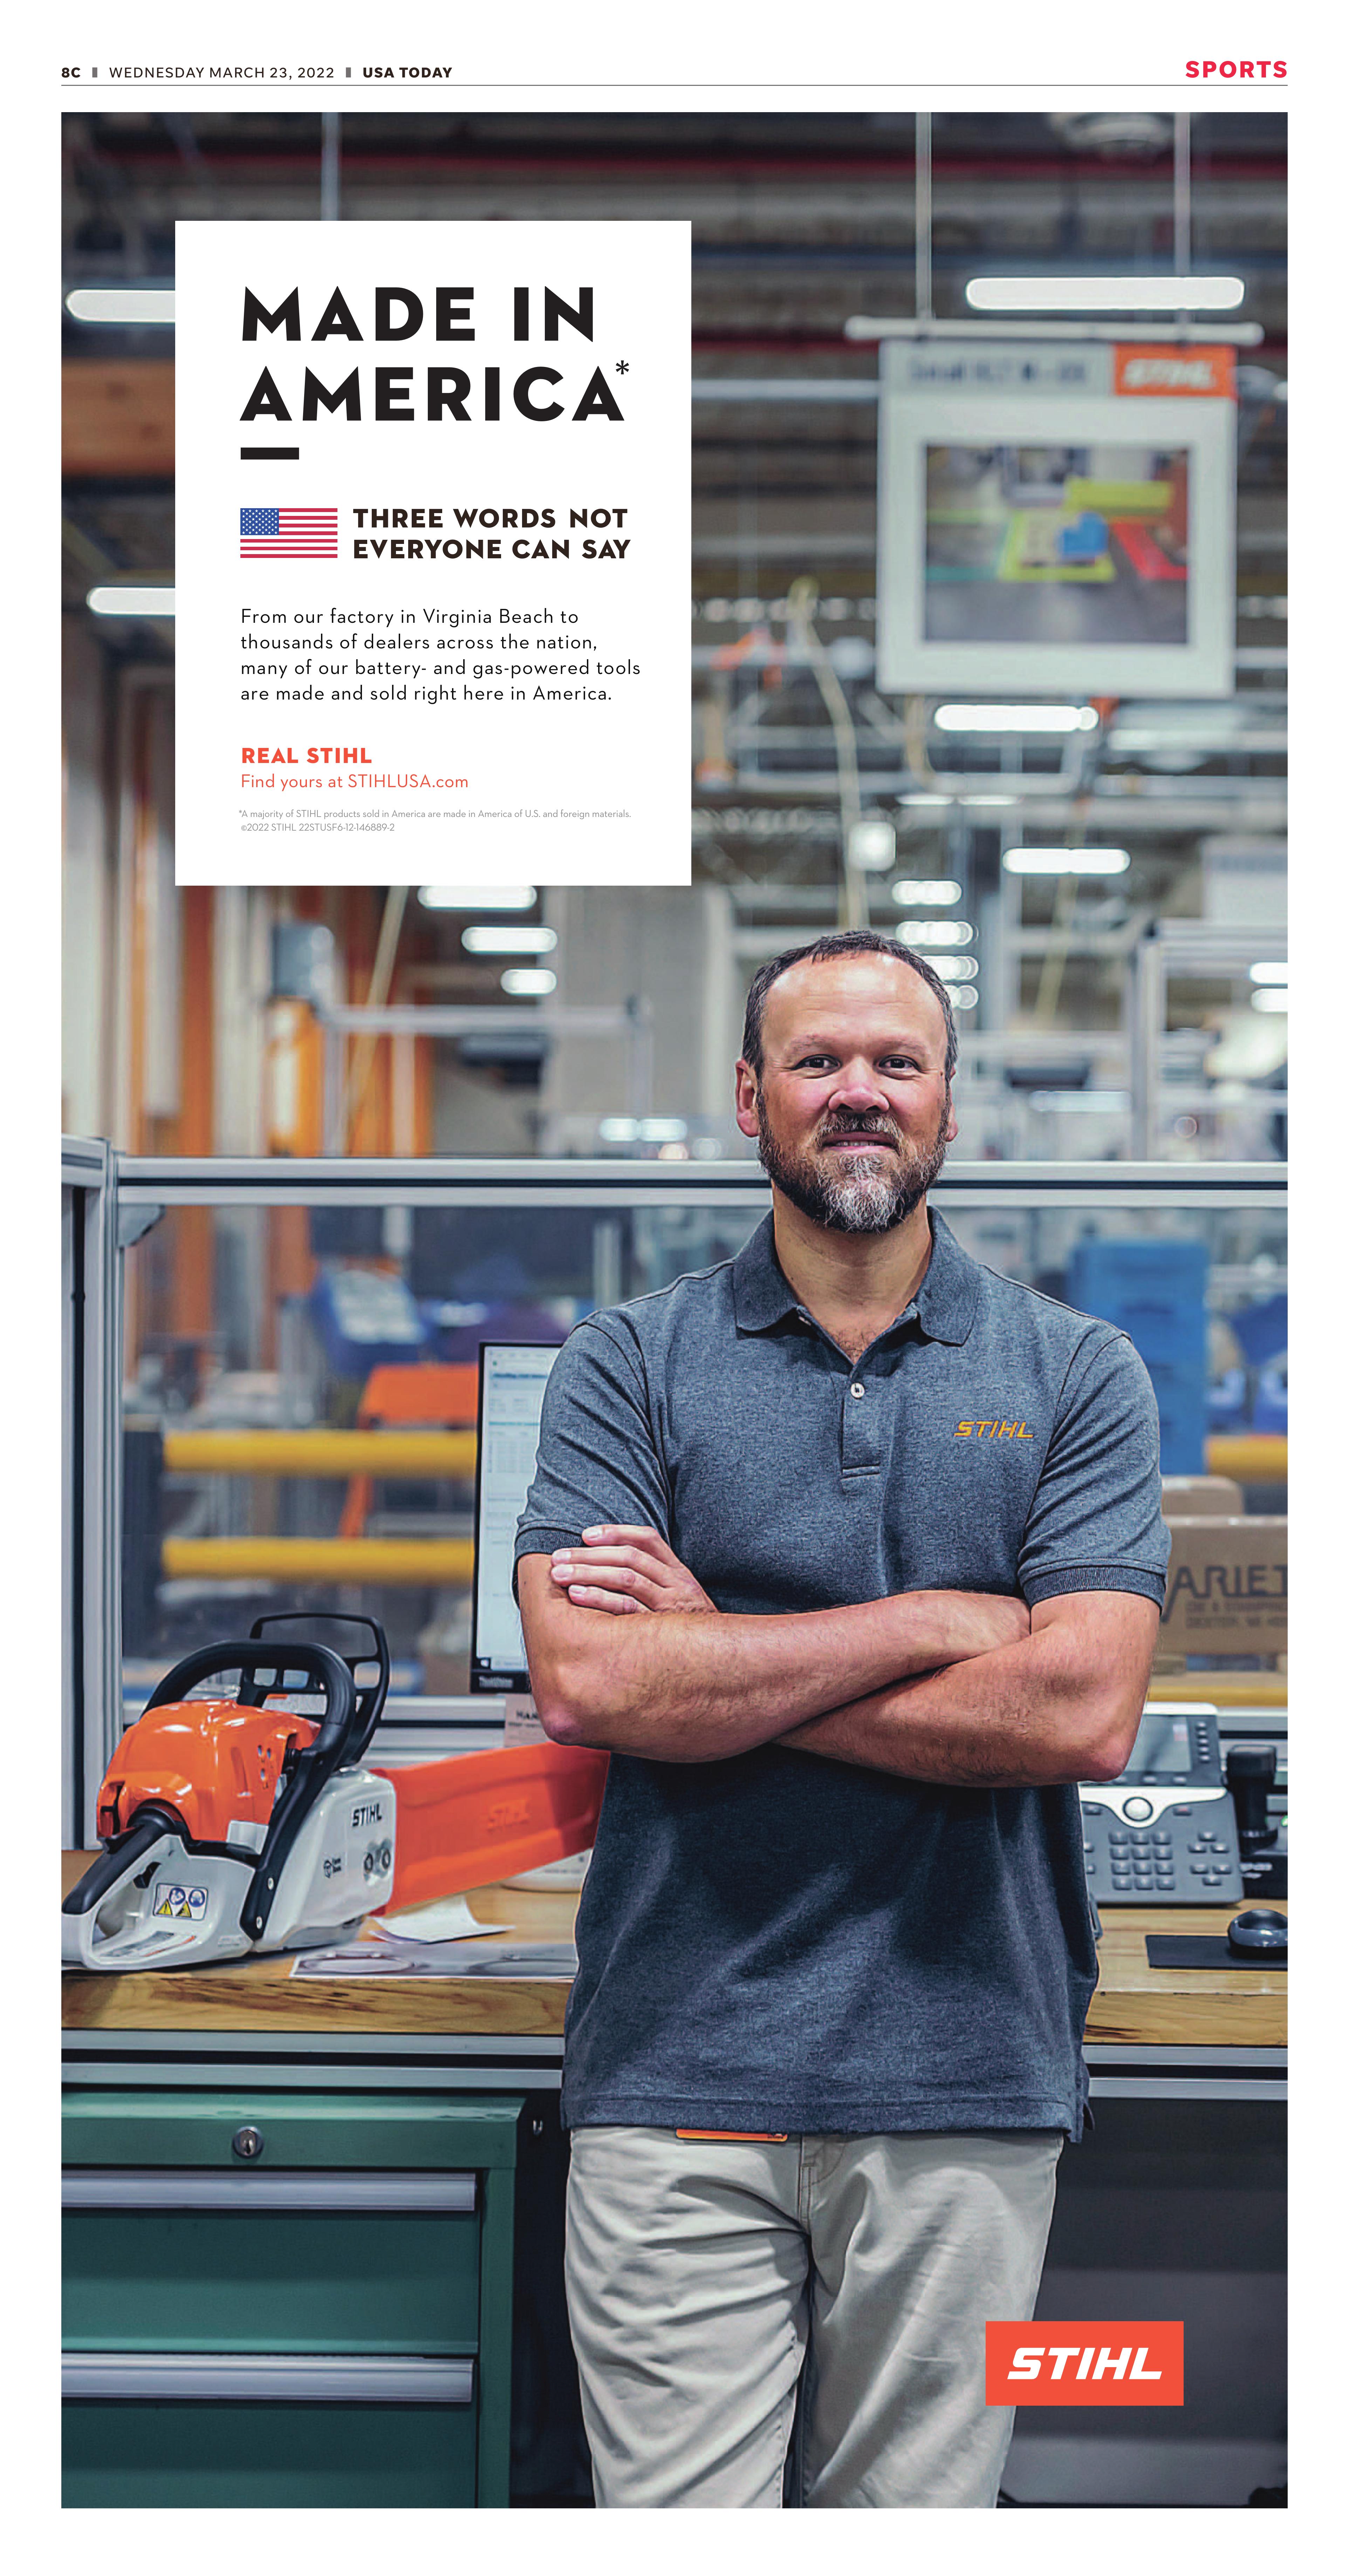 8C WEDNESDAY MARCH 23, 2022 USA TODAY
SPORTS
MADE IN
AMERICA*
THREE WORDS NOT
EVERYONE CAN SAY
From our factory in Virginia Beach to
thousands of dealers across the nation,
many of our battery- and gas-powered tools
are made and sold right here in America.
REAL STIHL
Find yours at STIHLUSA.com
*A majority of STIHL products sold in America are made in America of U.S. and foreign materials.
©2022 STIHL 22STUSF6-12-146889-2
STIHL
STIHL
ARIET
STIHL
STIHL
STIHL